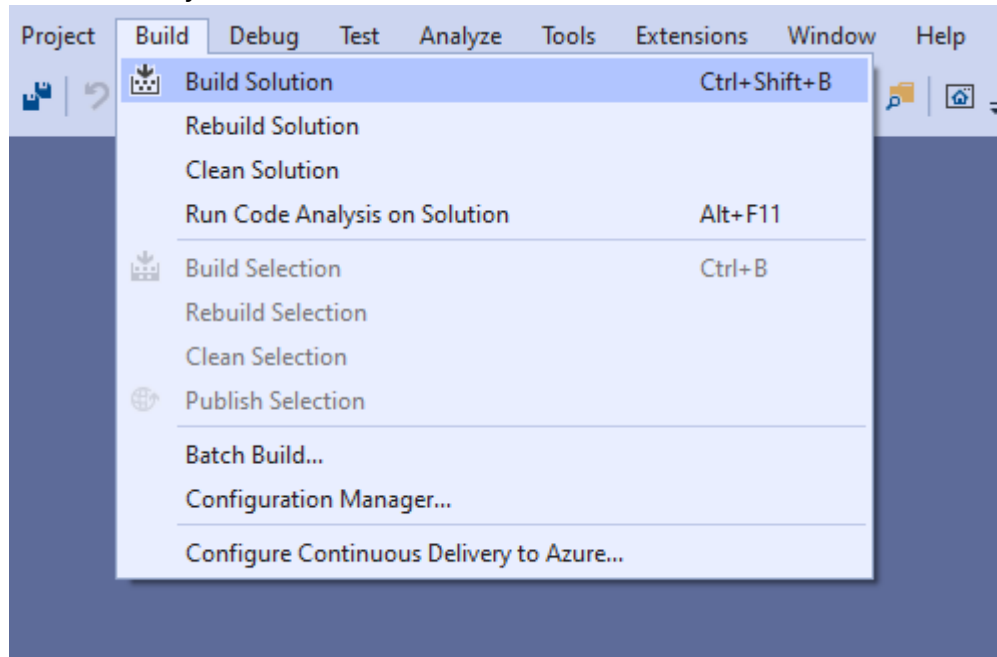 Project Build Debug Test Analyze Tools Extensions Window Help
Build Solution Ctrl+Shift+B
Rebuild Solution
Clean Solution
Run Code Analysis on Solution Alt+F11
Build Selection Ctrl+B
Rebuild Selection
Clean Selection
Publish Selection
Batch Build...
Configuration Manager...
Configure Continuous Delivery to Azure...